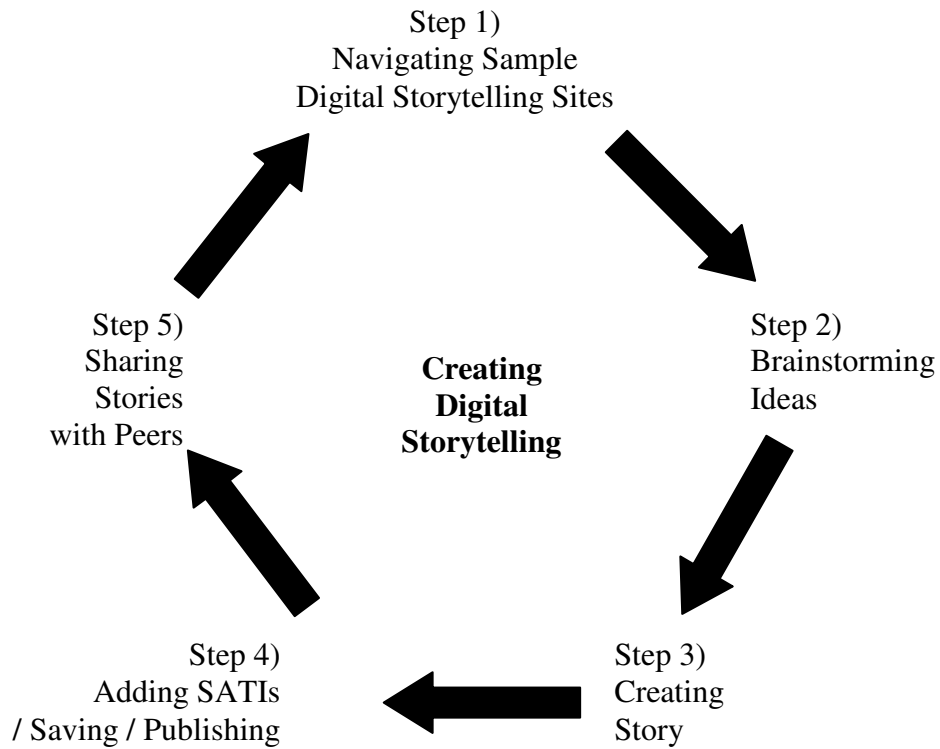 Step 1)
Navigating Sample
Digital Storytelling Sites
Step 2)
Brainstorming
Ideas
Step 3)
Creating
Story
Step 4)
Adding SATIs
/ Saving / Publishing
Step 5)
Sharing
Stories
with Peers
Creating
Digital
Storytelling